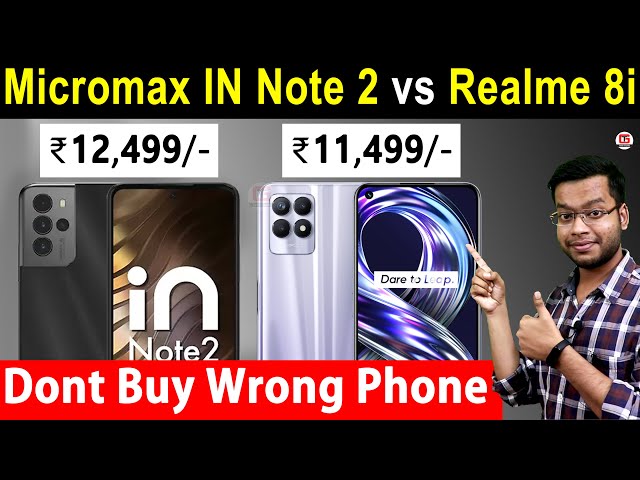 Micromax IN Note 2 vs Realme 8i
₹12,499/-
₹11,499/-
in
Note2
Dare to Leap.
Dont Buy Wrong Phone